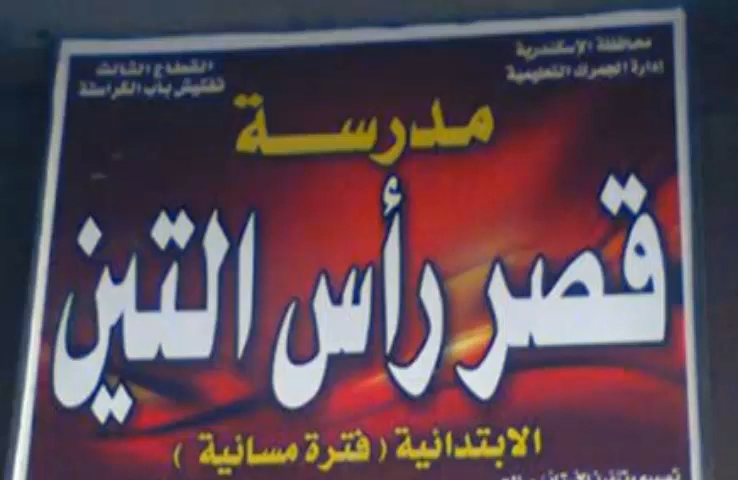 محافظة الإسكندرية
إدارة الجمرك التعليمية
القطاع الثالث
تفتيش باب الكراستة
مدرسة
قصر رأس التين
الابتدائية ( فترة مسائية )